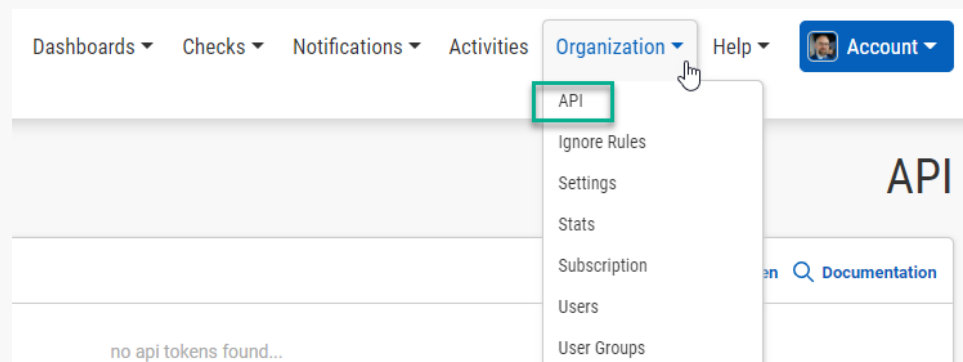 Dashboards Checks Notifications Activities Organization Help Account
API
Ignore Rules
Settings
Stats
Subscription
Users
User Groups
API
en Documentation
no api tokens found...